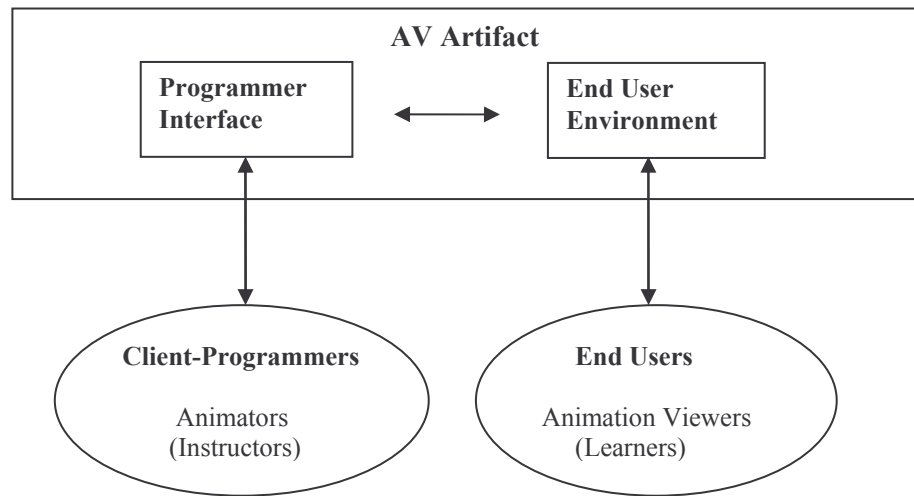 AV Artifact
Programmer
Interface
End User
Environment
Client-Programmers
Animators
(Instructors)
End Users
Animation Viewers
(Learners)